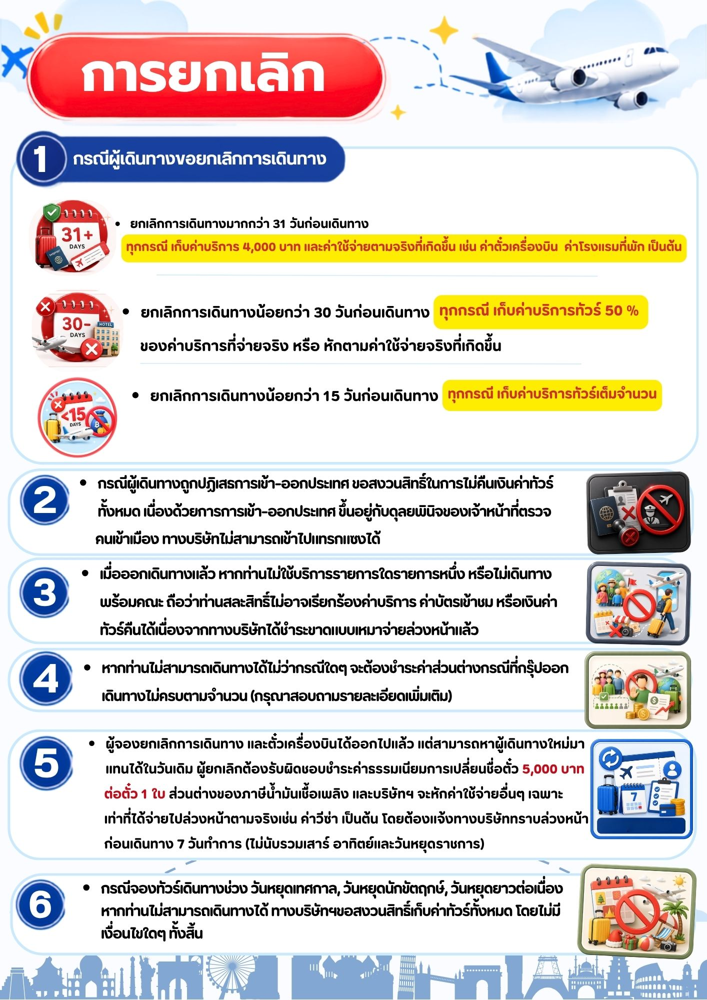 การยกเลิก
1 กรณีผู้เดินทางขอยกเลิกการเดินทาง
31+
DAYS
PASSPORT
• ยกเลิกการเดินทางมากกว่า 31 วันก่อนเดินทาง
ทุกกรณี เก็บค่าบริการ 4,000 บาท และค่าใช้จ่ายตามจริงที่เกิดขึ้น เช่น ค่าตั๋วเครื่องบิน ค่าโรงแรมที่พัก เป็นต้น
30-
DAYS
HOTEL
• ยกเลิกการเดินทางน้อยกว่า 30 วันก่อนเดินทาง ทุกกรณี เก็บค่าบริการทัวร์ 50 %
ของค่าบริการที่จ่ายจริง หรือ หักตามค่าใช้จ่ายจริงที่เกิดขึ้น
<15
DAYS
• ยกเลิกการเดินทางน้อยกว่า 15 วันก่อนเดินทาง ทุกกรณี เก็บค่าบริการทัวร์เต็มจำนวน
2 • กรณีผู้เดินทางถูกปฏิเสธการเข้า-ออกประเทศ ขอสงวนสิทธิ์ในการไม่คืนเงินค่าทัวร์
ทั้งหมด เนื่องด้วยการการเข้า-ออกประเทศ ขึ้นอยู่กับดุลยพินิจของเจ้าหน้าที่ตรวจ
คนเข้าเมือง ทางบริษัทไม่สามารถเข้าไปแทรกแซงได้
3 • เมื่อออกเดินทางแล้ว หากท่านไม่ใช้บริการรายการใดรายการหนึ่ง หรือไม่เดินทาง
พร้อมคณะ ถือว่าท่านสละสิทธิ์ไม่อาจเรียกร้องค่าบริการ ค่าบัตรเข้าชม หรือเงินค่า
ทัวร์คืนได้เนื่องจากทางบริษัทได้ชำระขาดแบบเหมาจ่ายล่วงหน้าแล้ว
4 • หากท่านไม่สามารถเดินทางได้ไม่ว่ากรณีใดๆ จะต้องชำระค่าส่วนต่างกรณีที่กรุ๊ปออก
เดินทางไม่ครบตามจำนวน (กรุณาสอบถามรายละเอียดเพิ่มเติม)
5 • ผู้จองยกเลิกการเดินทาง และตั๋วเครื่องบินได้ออกไปแล้ว แต่สามารถหาผู้เดินทางใหม่มา
แทนได้ในวันเดิม ผู้ยกเลิกต้องรับผิดชอบชำระค่าธรรมเนียมการเปลี่ยนชื่อตั๋ว 5,000 บาท
ต่อตั๋ว 1 ใบ ส่วนต่างของภาษีน้ำมันเชื้อเพลิง และบริษัทฯ จะหักค่าใช้จ่ายอื่นๆ เฉพาะ
เท่าที่ได้จ่ายไปล่วงหน้าตามจริงเช่น ค่าวีซ่า เป็นต้น โดยต้องแจ้งทางบริษัททราบล่วงหน้า
ก่อนเดินทาง 7 วันทำการ (ไม่นับรวมเสาร์ อาทิตย์และวันหยุดราชการ)
7
6 • กรณีจองทัวร์เดินทางช่วง วันหยุดเทศกาล, วันหยุดนักขัตฤกษ์, วันหยุดยาวต่อเนื่อง
หากท่านไม่สามารถเดินทางได้ ทางบริษัทฯขอสงวนสิทธิ์เก็บค่าทัวร์ทั้งหมด โดยไม่มี
เงื่อนไขใดๆ ทั้งสิ้น